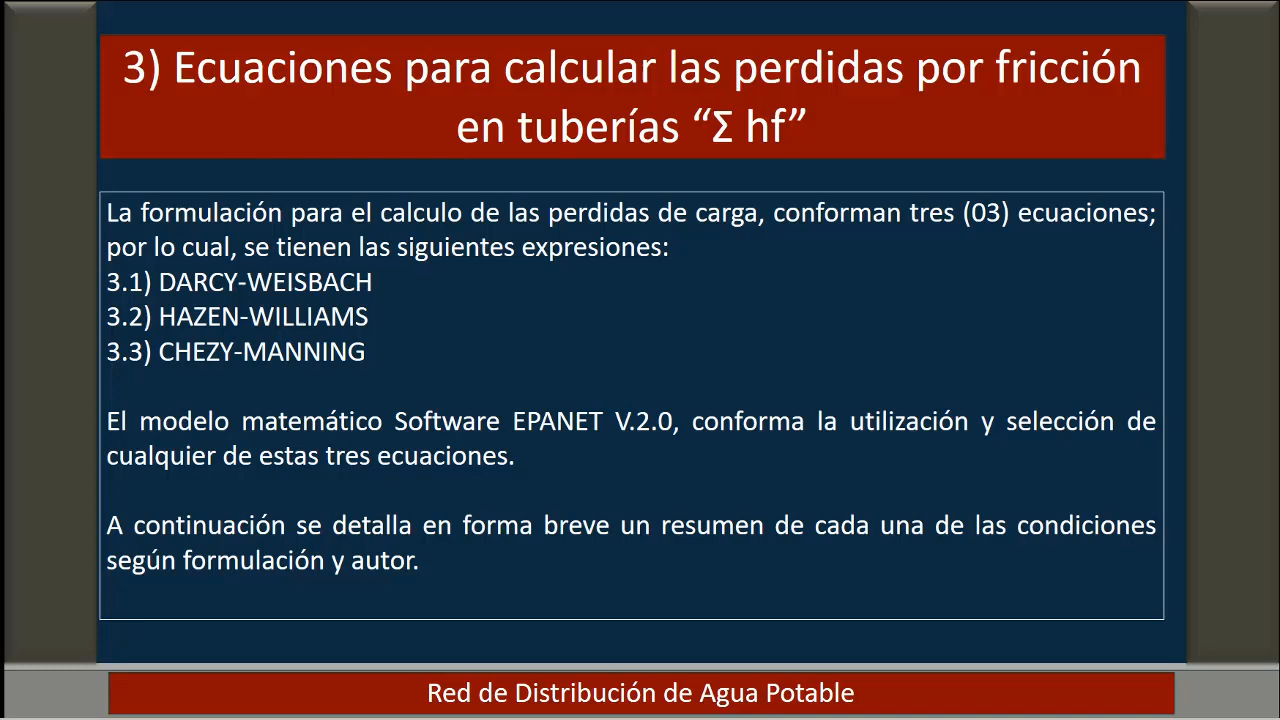 3) Ecuaciones para calcular las perdidas por fricción
en tuberías “Σ hf”
La formulación para el calculo de las perdidas de carga, conforman tres (03) ecuaciones;
por lo cual, se tienen las siguientes expresiones:
3.1) DARCY-WEISBACH
3.2) HAZEN-WILLIAMS
3.3) CHEZY-MANNING
El modelo matemático Software EPANET V.2.0, conforma la utilización y selección de
cualquier de estas tres ecuaciones.
A continuación se detalla en forma breve un resumen de cada una de las condiciones
según formulación y autor.
Red de Distribución de Agua Potable